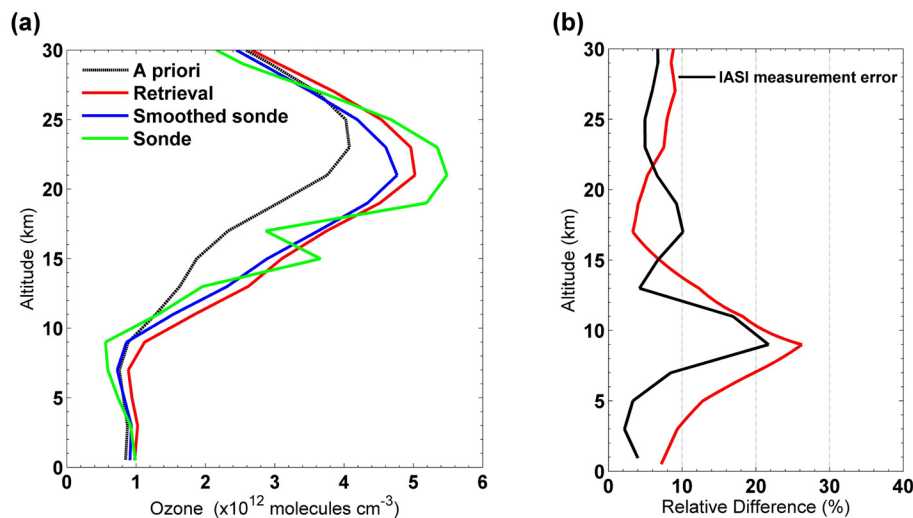 (a)
30
25
20
15
10
5
0
Altitude (km)
A priori
Retrieval
Smoothed sonde
Sonde
0 1 2 3 4 5 6
Ozone (x10¹² molecules cm⁻³)
(b)
30
25
20
15
10
5
0
Altitude (km)
IASI measurement error
0 10 20 30 40
Relative Difference (%)